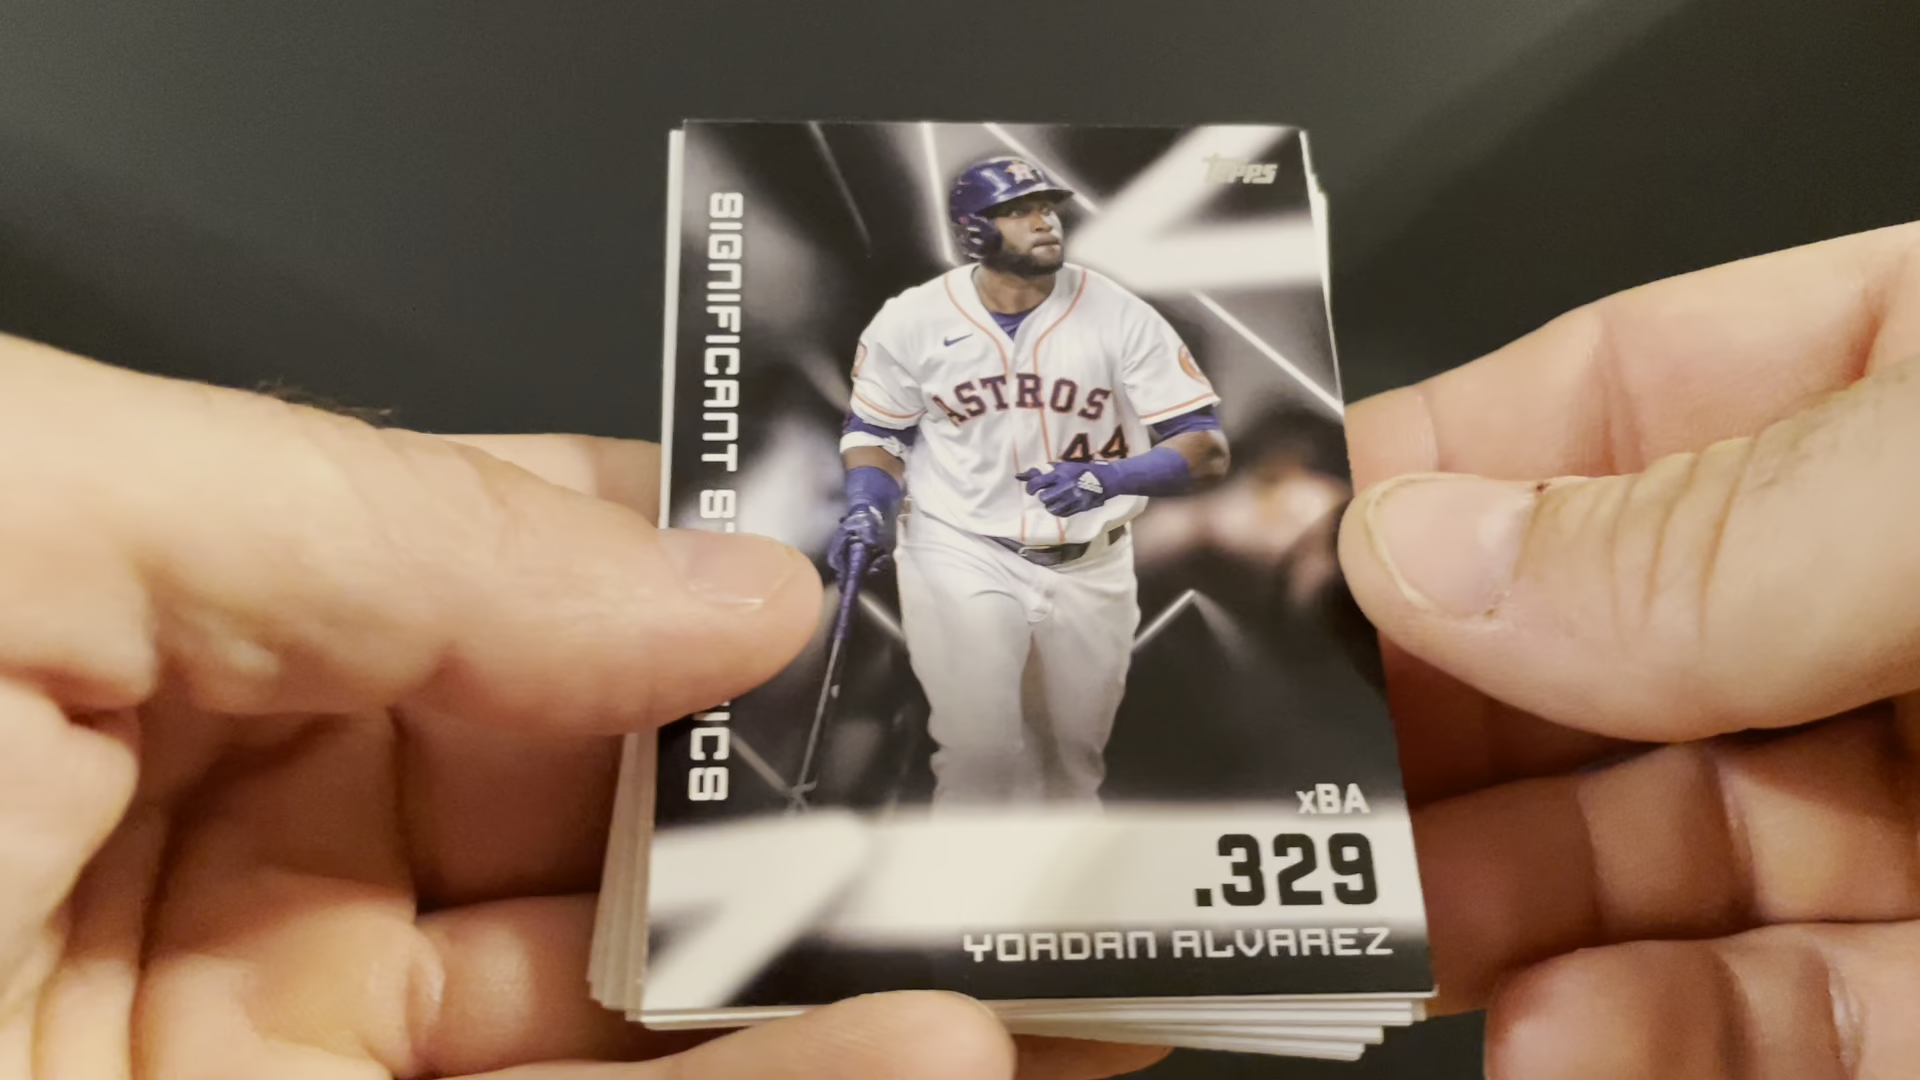 TOPPS
SIGNIFICANT
ASTROS
44
xBA
.329
YORDAN ALVAREZ